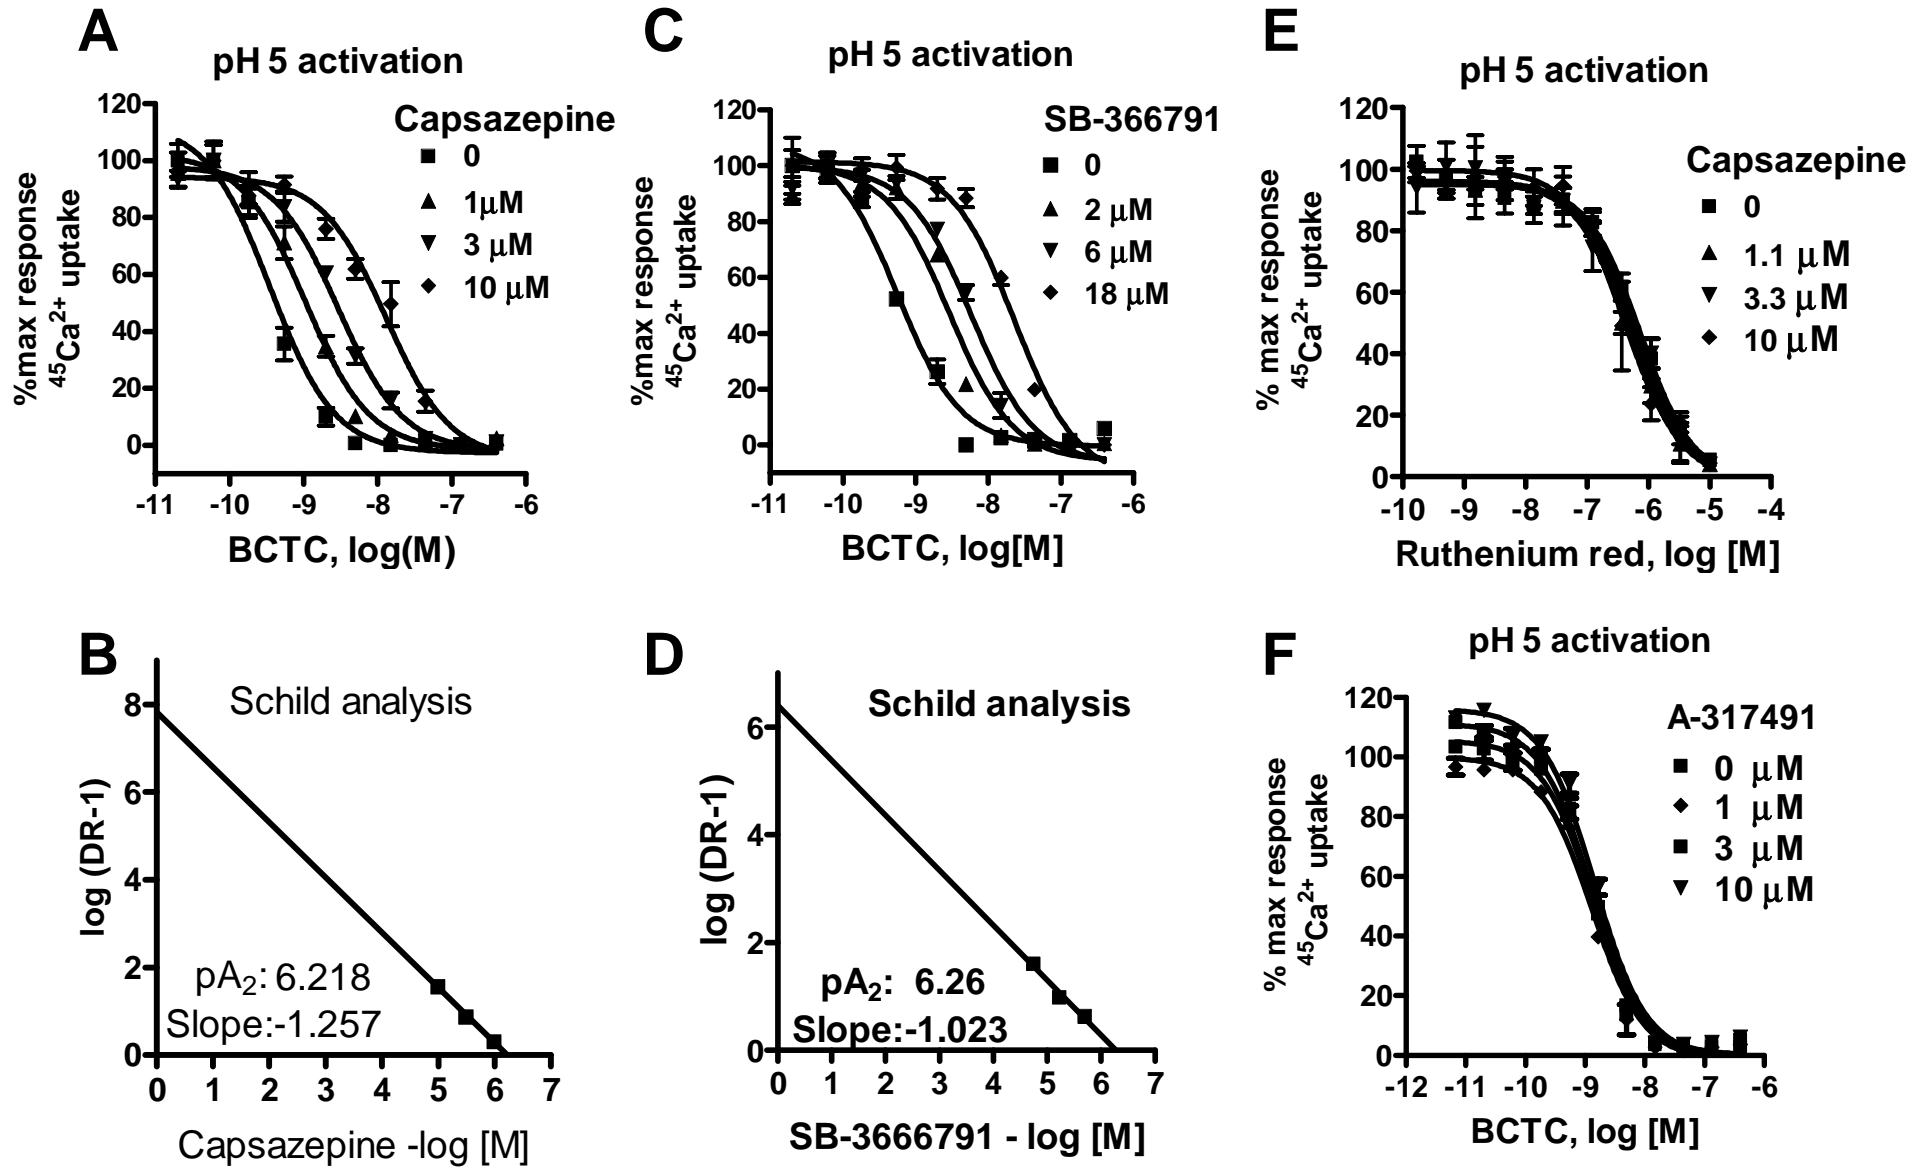 A
pH 5 activation
%max response
45Ca2+ uptake
120
100
80
60
40
20
0
Capsazepine
0
1µM
3 µM
10 µM
-11 -10 -9 -8 -7 -6
BCTC, log(M)
C
pH 5 activation
%max response
45Ca2+ uptake
120
100
80
60
40
20
0
SB-366791
0
2 µM
6 µM
18 µM
-11 -10 -9 -8 -7 -6
BCTC, log[M]
E
pH 5 activation
% max response
45Ca2+ uptake
120
100
80
60
40
20
0
Capsazepine
0
1.1 µM
3.3 µM
10 µM
-10 -9 -8 -7 -6 -5 -4
Ruthenium red, log [M]
B
Schild analysis
log (DR-1)
8
6
4
2
0
pA2: 6.218
Slope:-1.257
0 1 2 3 4 5 6 7
Capsazepine -log [M]
D
Schild analysis
log (DR-1)
6
4
2
0
pA2: 6.26
Slope:-1.023
0 1 2 3 4 5 6 7
SB-3666791 - log [M]
F
pH 5 activation
% max response
45Ca2+ uptake
120
100
80
60
40
20
0
A-317491
0 µM
1 µM
3 µM
10 µM
-12 -11 -10 -9 -8 -7 -6
BCTC, log [M]